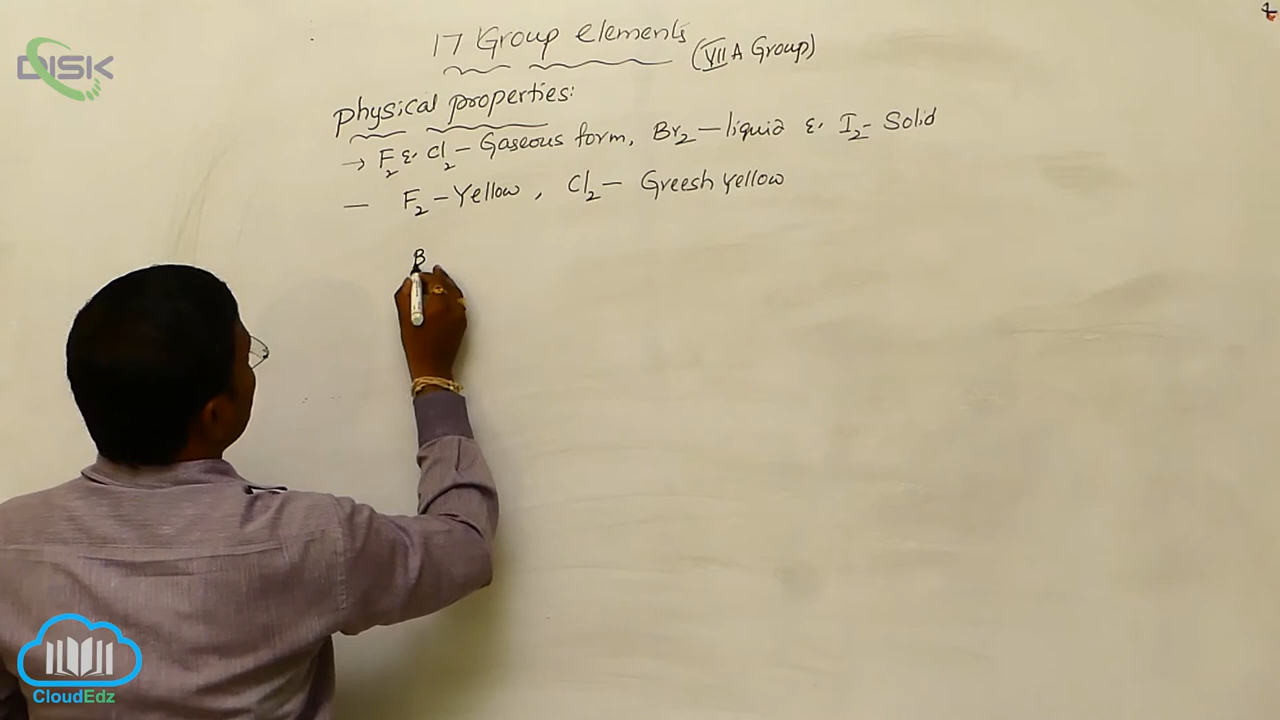 DISK
17 Group elements (VII A Group)
Physical properties:
→ F₂ & Cl₂ - Gaseous form, Br₂ — liquid & I₂ - Solid
— F₂ - Yellow, Cl₂ — Greesh yellow
B
CloudEdz